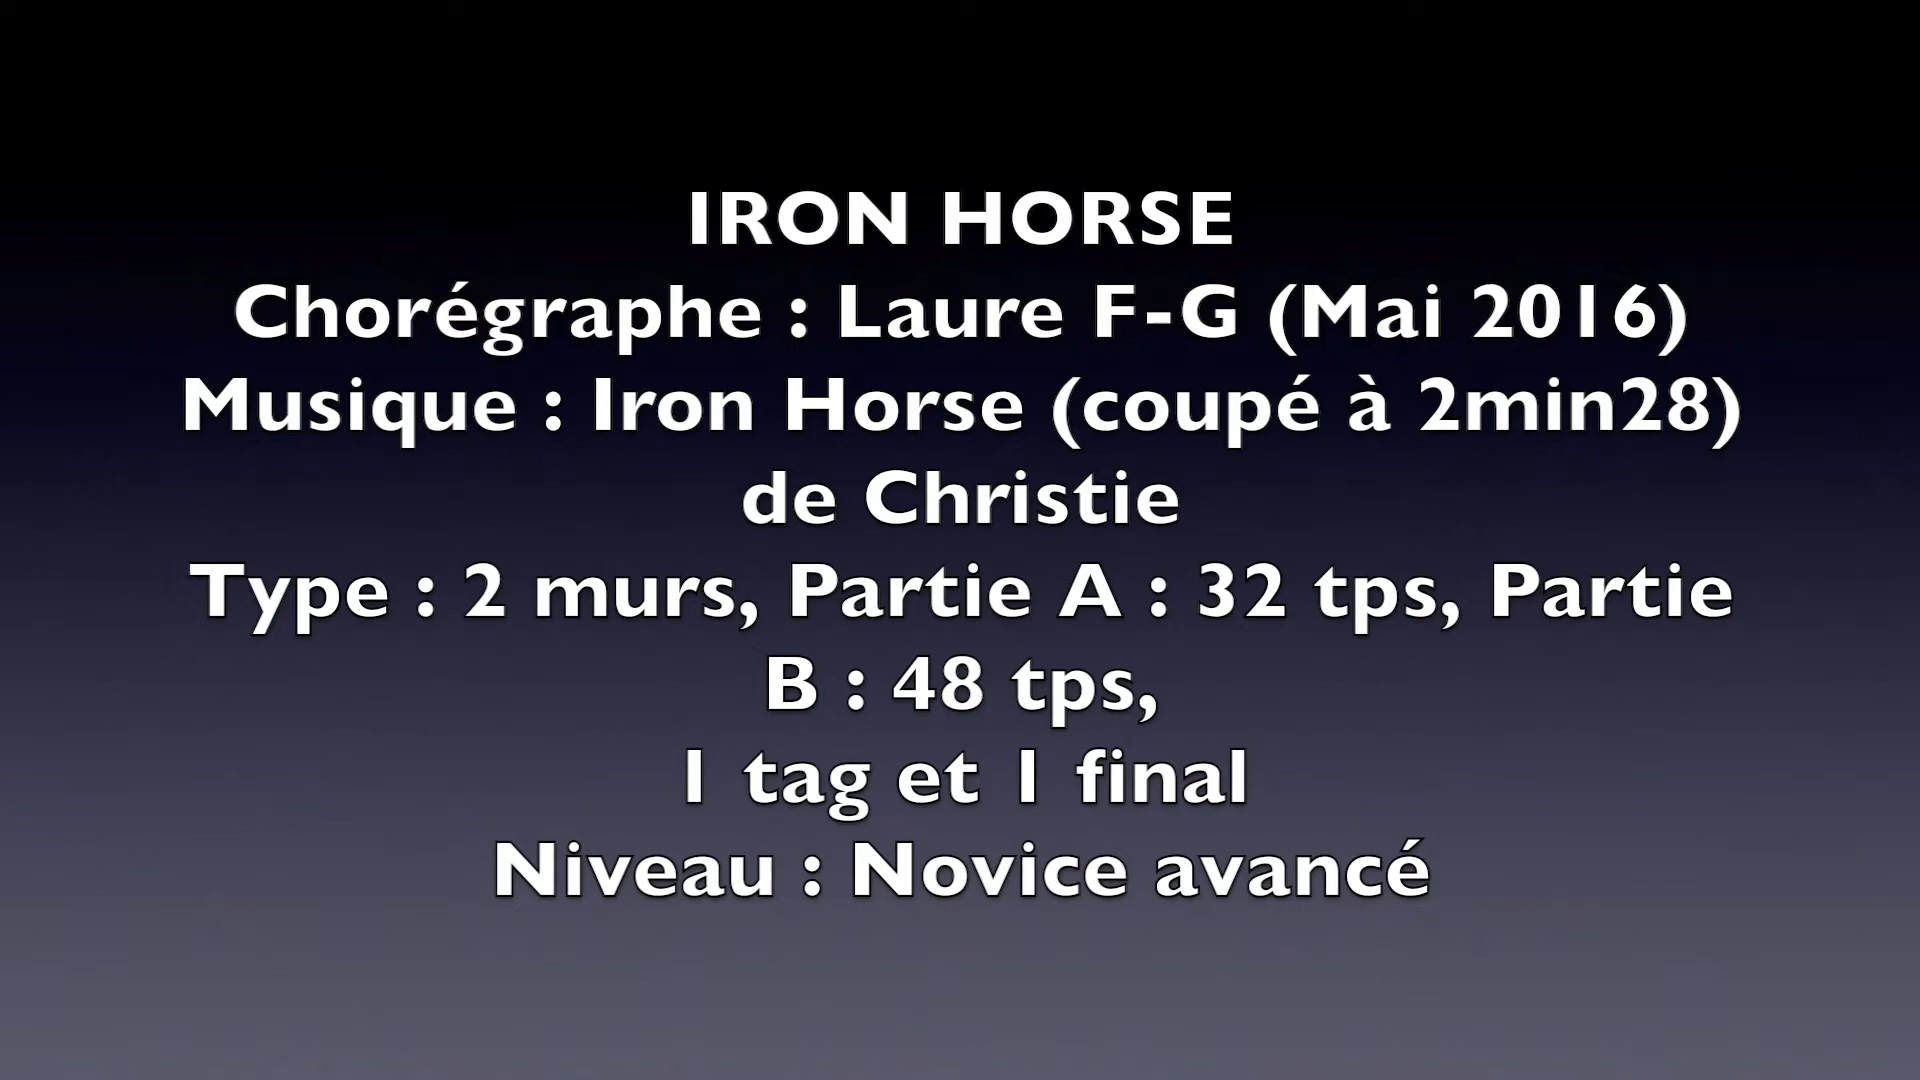 IRON HORSE
Chorégraphe : Laure F-G (Mai 2016)
Musique : Iron Horse (coupé à 2min28)
de Christie
Type : 2 murs, Partie A : 32 tps, Partie
B : 48 tps,
1 tag et 1 final
Niveau : Novice avancé